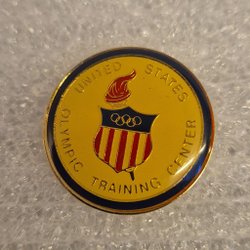 UNITED STATES
OLYMPIC TRAINING CENTER